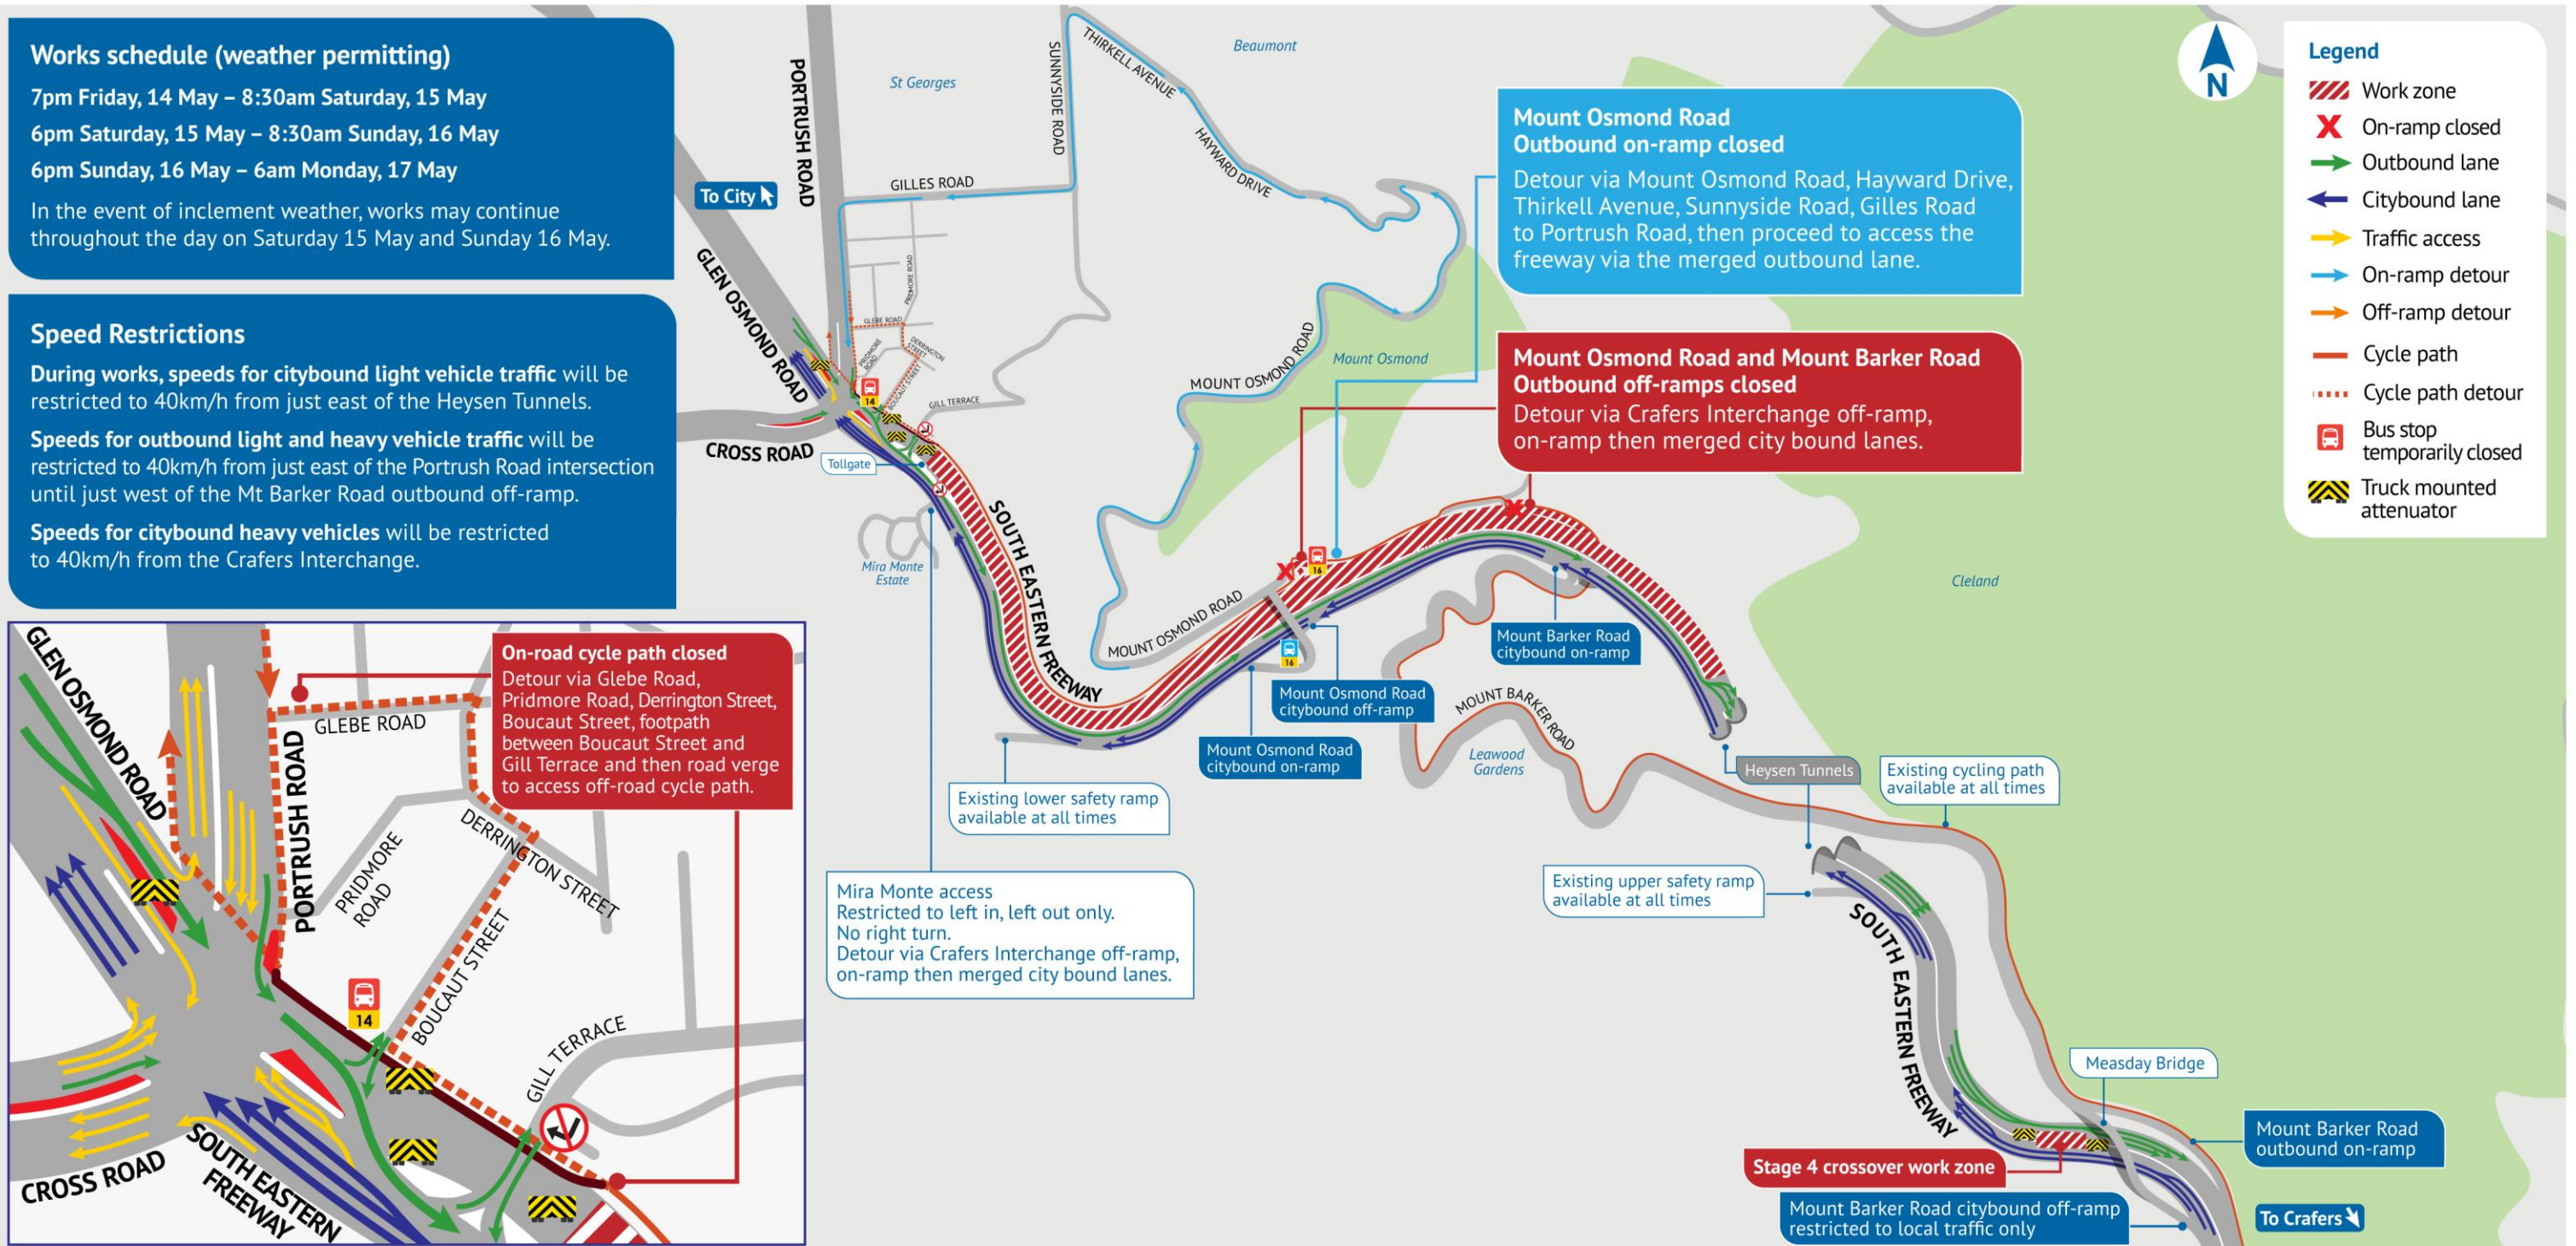 Works schedule (weather permitting)
7pm Friday, 14 May – 8:30am Saturday, 15 May
6pm Saturday, 15 May – 8:30am Sunday, 16 May
6pm Sunday, 16 May – 6am Monday, 17 May
In the event of inclement weather, works may continue
throughout the day on Saturday 15 May and Sunday 16 May.
Speed Restrictions
During works, speeds for citybound light vehicle traffic will be
restricted to 40km/h from just east of the Heysen Tunnels.
Speeds for outbound light and heavy vehicle traffic will be
restricted to 40km/h from just east of the Portrush Road intersection
until just west of the Mt Barker Road outbound off-ramp.
Speeds for citybound heavy vehicles will be restricted
to 40km/h from the Crafers Interchange.
To City
PORTRUSH ROAD
GLEN OSMOND ROAD
CROSS ROAD
St Georges
Beaumont
SUNNYSIDE ROAD
THIRKELL AVENUE
HAYWARD DRIVE
GILLES ROAD
PRIDMORE ROAD
GLEBE ROAD
PRIDMORE
ROAD
DERRINGTON
STREET
BOUCAUT STREET
GILL TERRACE
14
Tollgate
Mira Monte
Estate
SOUTH EASTERN FREEWAY
MOUNT OSMOND ROAD
Mount Osmond
MOUNT OSMOND ROAD
16
16
Mount Osmond Road
Outbound on-ramp closed
Detour via Mount Osmond Road, Hayward Drive,
Thirkell Avenue, Sunnyside Road, Gilles Road
to Portrush Road, then proceed to access the
freeway via the merged outbound lane.
Mount Osmond Road and Mount Barker Road
Outbound off-ramps closed
Detour via Crafers Interchange off-ramp,
on-ramp then merged city bound lanes.
N
Legend
Work zone
On-ramp closed
Outbound lane
Citybound lane
Traffic access
On-ramp detour
Off-ramp detour
Cycle path
Cycle path detour
Bus stop
temporarily closed
Truck mounted
attenuator
Cleland
Mount Barker Road
citybound on-ramp
Mount Osmond Road
citybound off-ramp
Mount Osmond Road
citybound on-ramp
MOUNT BARKER ROAD
Leawood
Gardens
Heysen Tunnels
Existing cycling path
available at all times
Existing lower safety ramp
available at all times
Existing upper safety ramp
available at all times
Mira Monte access
Restricted to left in, left out only.
No right turn.
Detour via Crafers Interchange off-ramp,
on-ramp then merged city bound lanes.
SOUTH EASTERN FREEWAY
Measday Bridge
Mount Barker Road
outbound on-ramp
Stage 4 crossover work zone
Mount Barker Road citybound off-ramp
restricted to local traffic only
To Crafers
GLEN OSMOND ROAD
On-road cycle path closed
Detour via Glebe Road,
Pridmore Road, Derrington Street,
Boucaut Street, footpath
between Boucaut Street and
Gill Terrace and then road verge
to access off-road cycle path.
GLEBE ROAD
PORTRUSH ROAD
PRIDMORE
ROAD
DERRINGTON STREET
BOUCAUT STREET
14
GILL TERRACE
CROSS ROAD
SOUTH EASTERN
FREEWAY